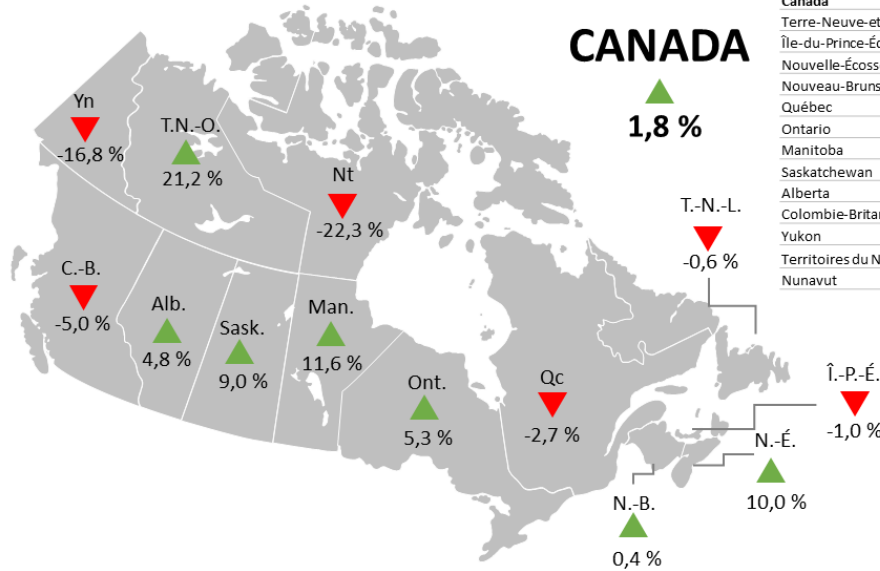 CANADA
1,8 %
Yn
-16,8 %
T.N.-O.
21,2 %
Nt
-22,3 %
C.-B.
-5,0 %
Alb.
4,8 %
Sask.
9,0 %
Man.
11,6 %
Ont.
5,3 %
Qc
-2,7 %
T.-N.-L.
-0,6 %
Î.-P.-É.
-1,0 %
N.-É.
10,0 %
N.-B.
0,4 %
Canada
Terre-Neuve-et
Île-du-Prince-Éc
Nouvelle-Écosse
Nouveau-Bruns
Québec
Ontario
Manitoba
Saskatchewan
Alberta
Colombie-Britan
Yukon
Territoires du N
Nunavut